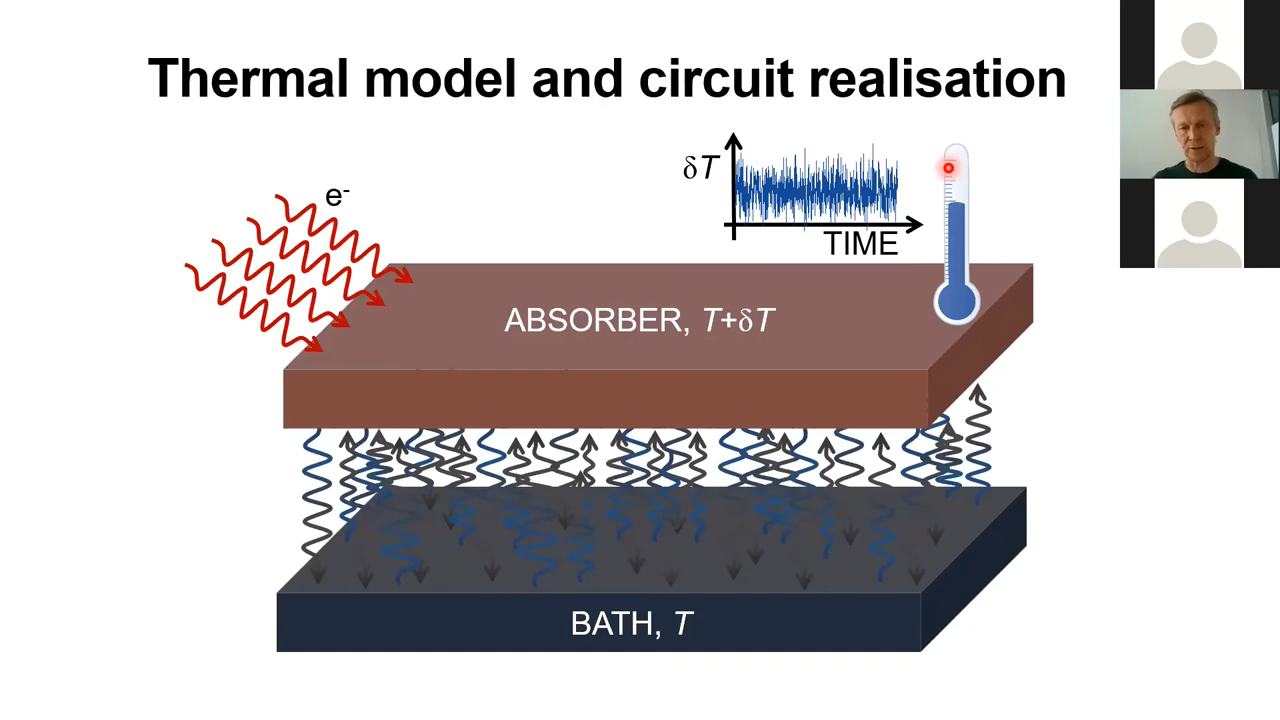 Thermal model and circuit realisation
δT
e-
TIME
ABSORBER, T+δT
BATH, T